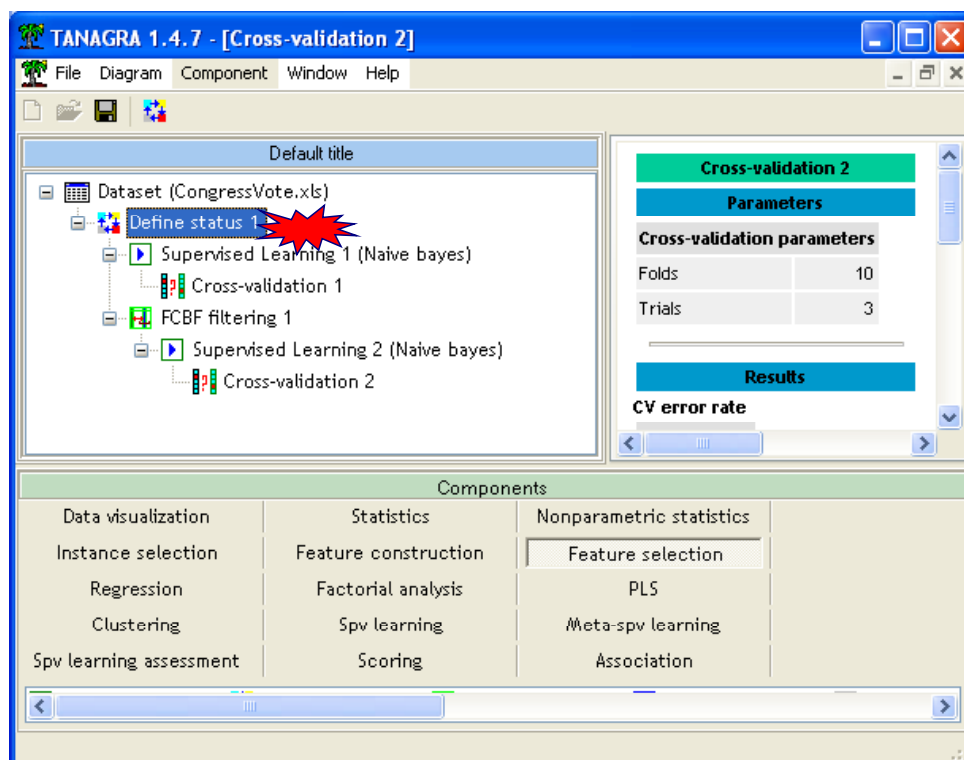 TANAGRA 1.4.7 - [Cross-validation 2]
File Diagram Component Window Help
Default title
Dataset (CongressVote.xls)
Define status 1
Supervised Learning 1 (Naive bayes)
Cross-validation 1
FCBF filtering 1
Supervised Learning 2 (Naive bayes)
Cross-validation 2
Cross-validation 2
Parameters
Cross-validation parameters
Folds 10
Trials 3
Results
CV error rate
Components
Data visualization Statistics Nonparametric statistics
Instance selection Feature construction Feature selection
Regression Factorial analysis PLS
Clustering Spv learning Meta-spv learning
Spv learning assessment Scoring Association